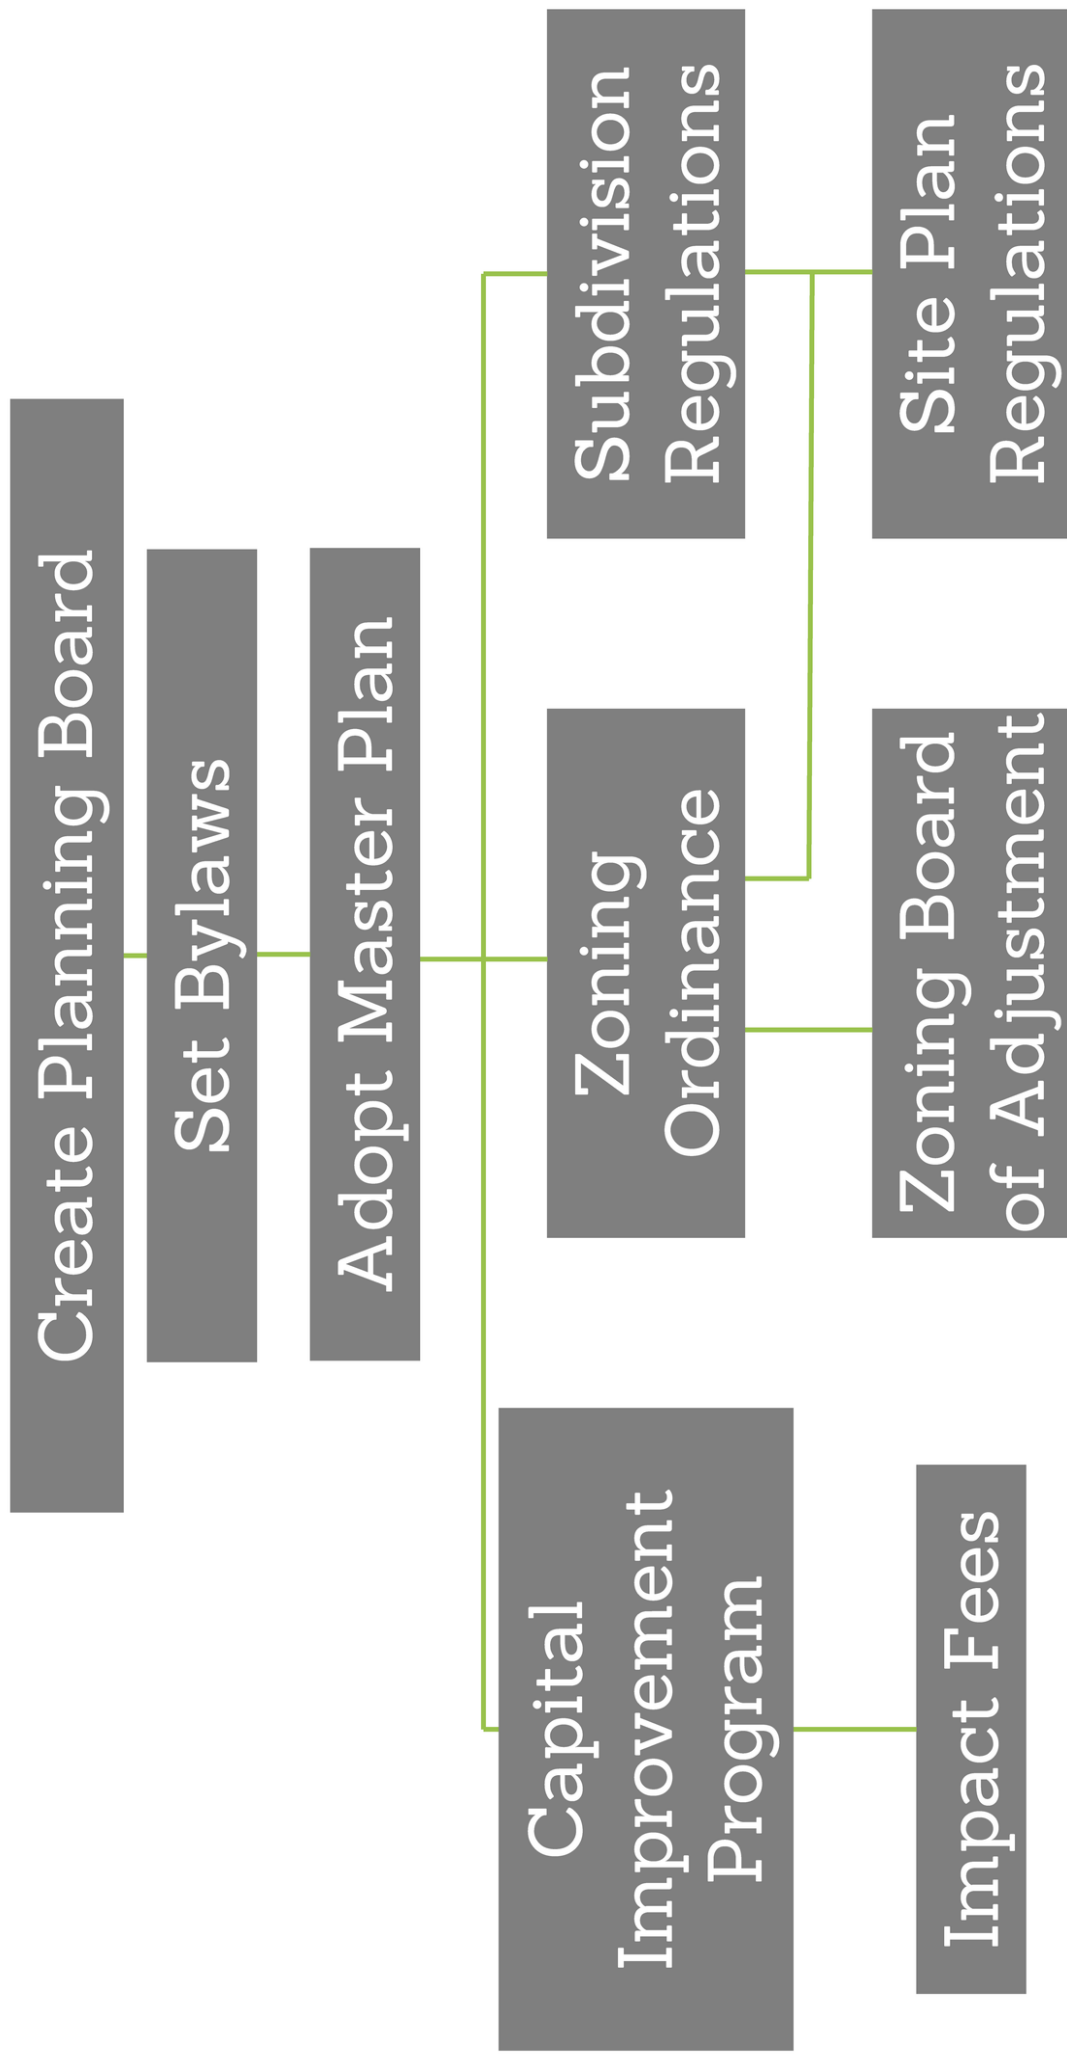 Create Planning Board
Set Bylaws
Adopt Master Plan
Capital
Improvement
Program
Zoning
Ordinance
Subdivision
Regulations
Impact Fees
Zoning Board
of Adjustment
Site Plan
Regulations